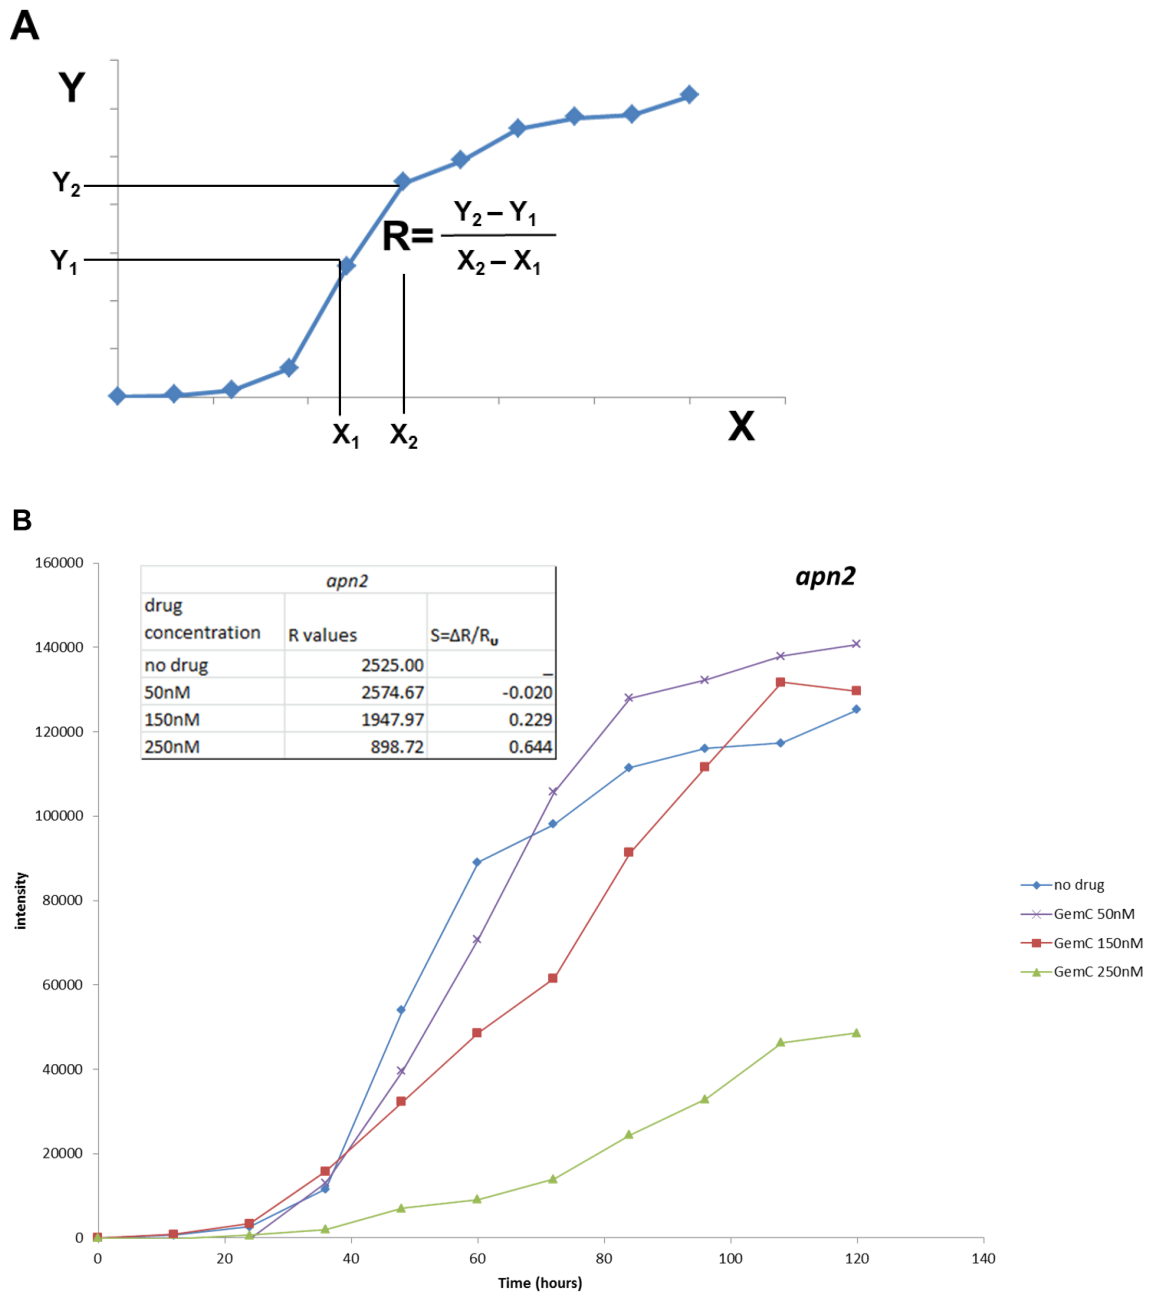 A
Y
Y2
Y1
R= Y2 – Y1
X2 – X1
X1 X2
X
B
apn2
160000
140000
120000
100000
80000
60000
40000
20000
0
intensity
apn2
drug concentration R values S=ΔR/RU
no drug 2525.00 _
50nM 2574.67 -0.020
150nM 1947.97 0.229
250nM 898.72 0.644
no drug
GemC 50nM
GemC 150nM
GemC 250nM
0 20 40 60 80 100 120 140
Time (hours)